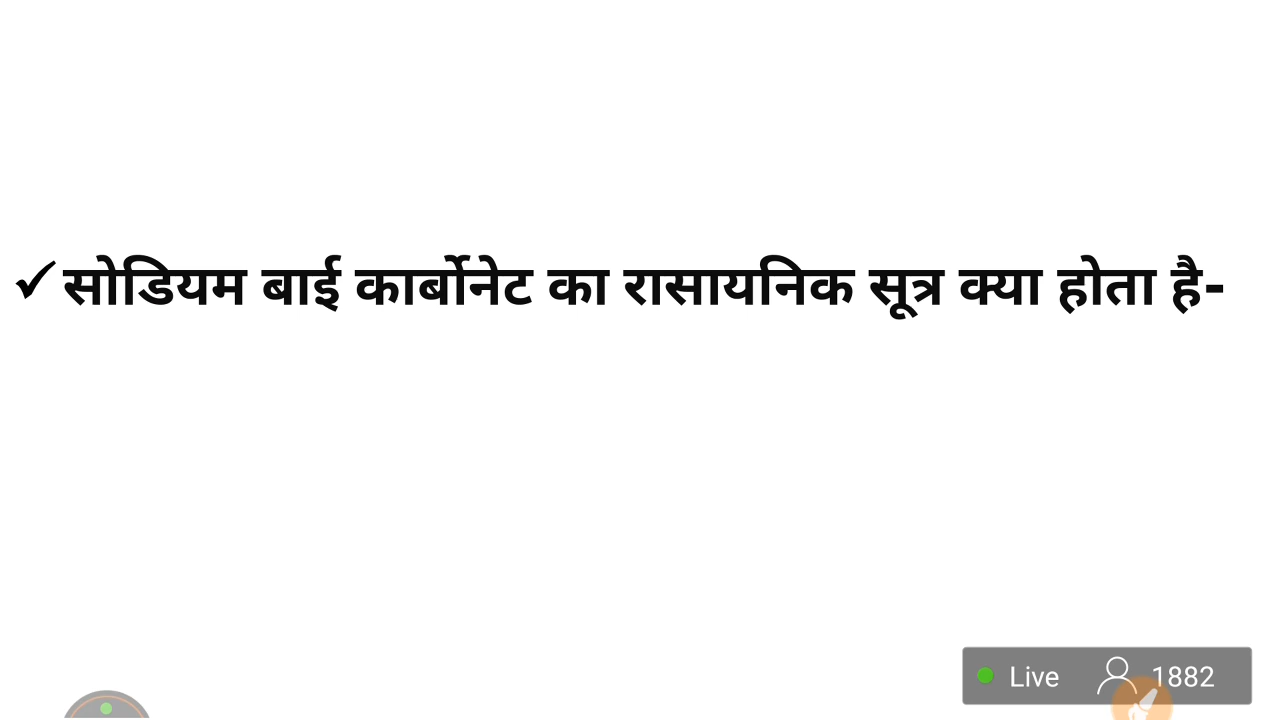 ✓सोडियम बाई कार्बोनेट का रासायनिक सूत्र क्या होता है-
Live 1882